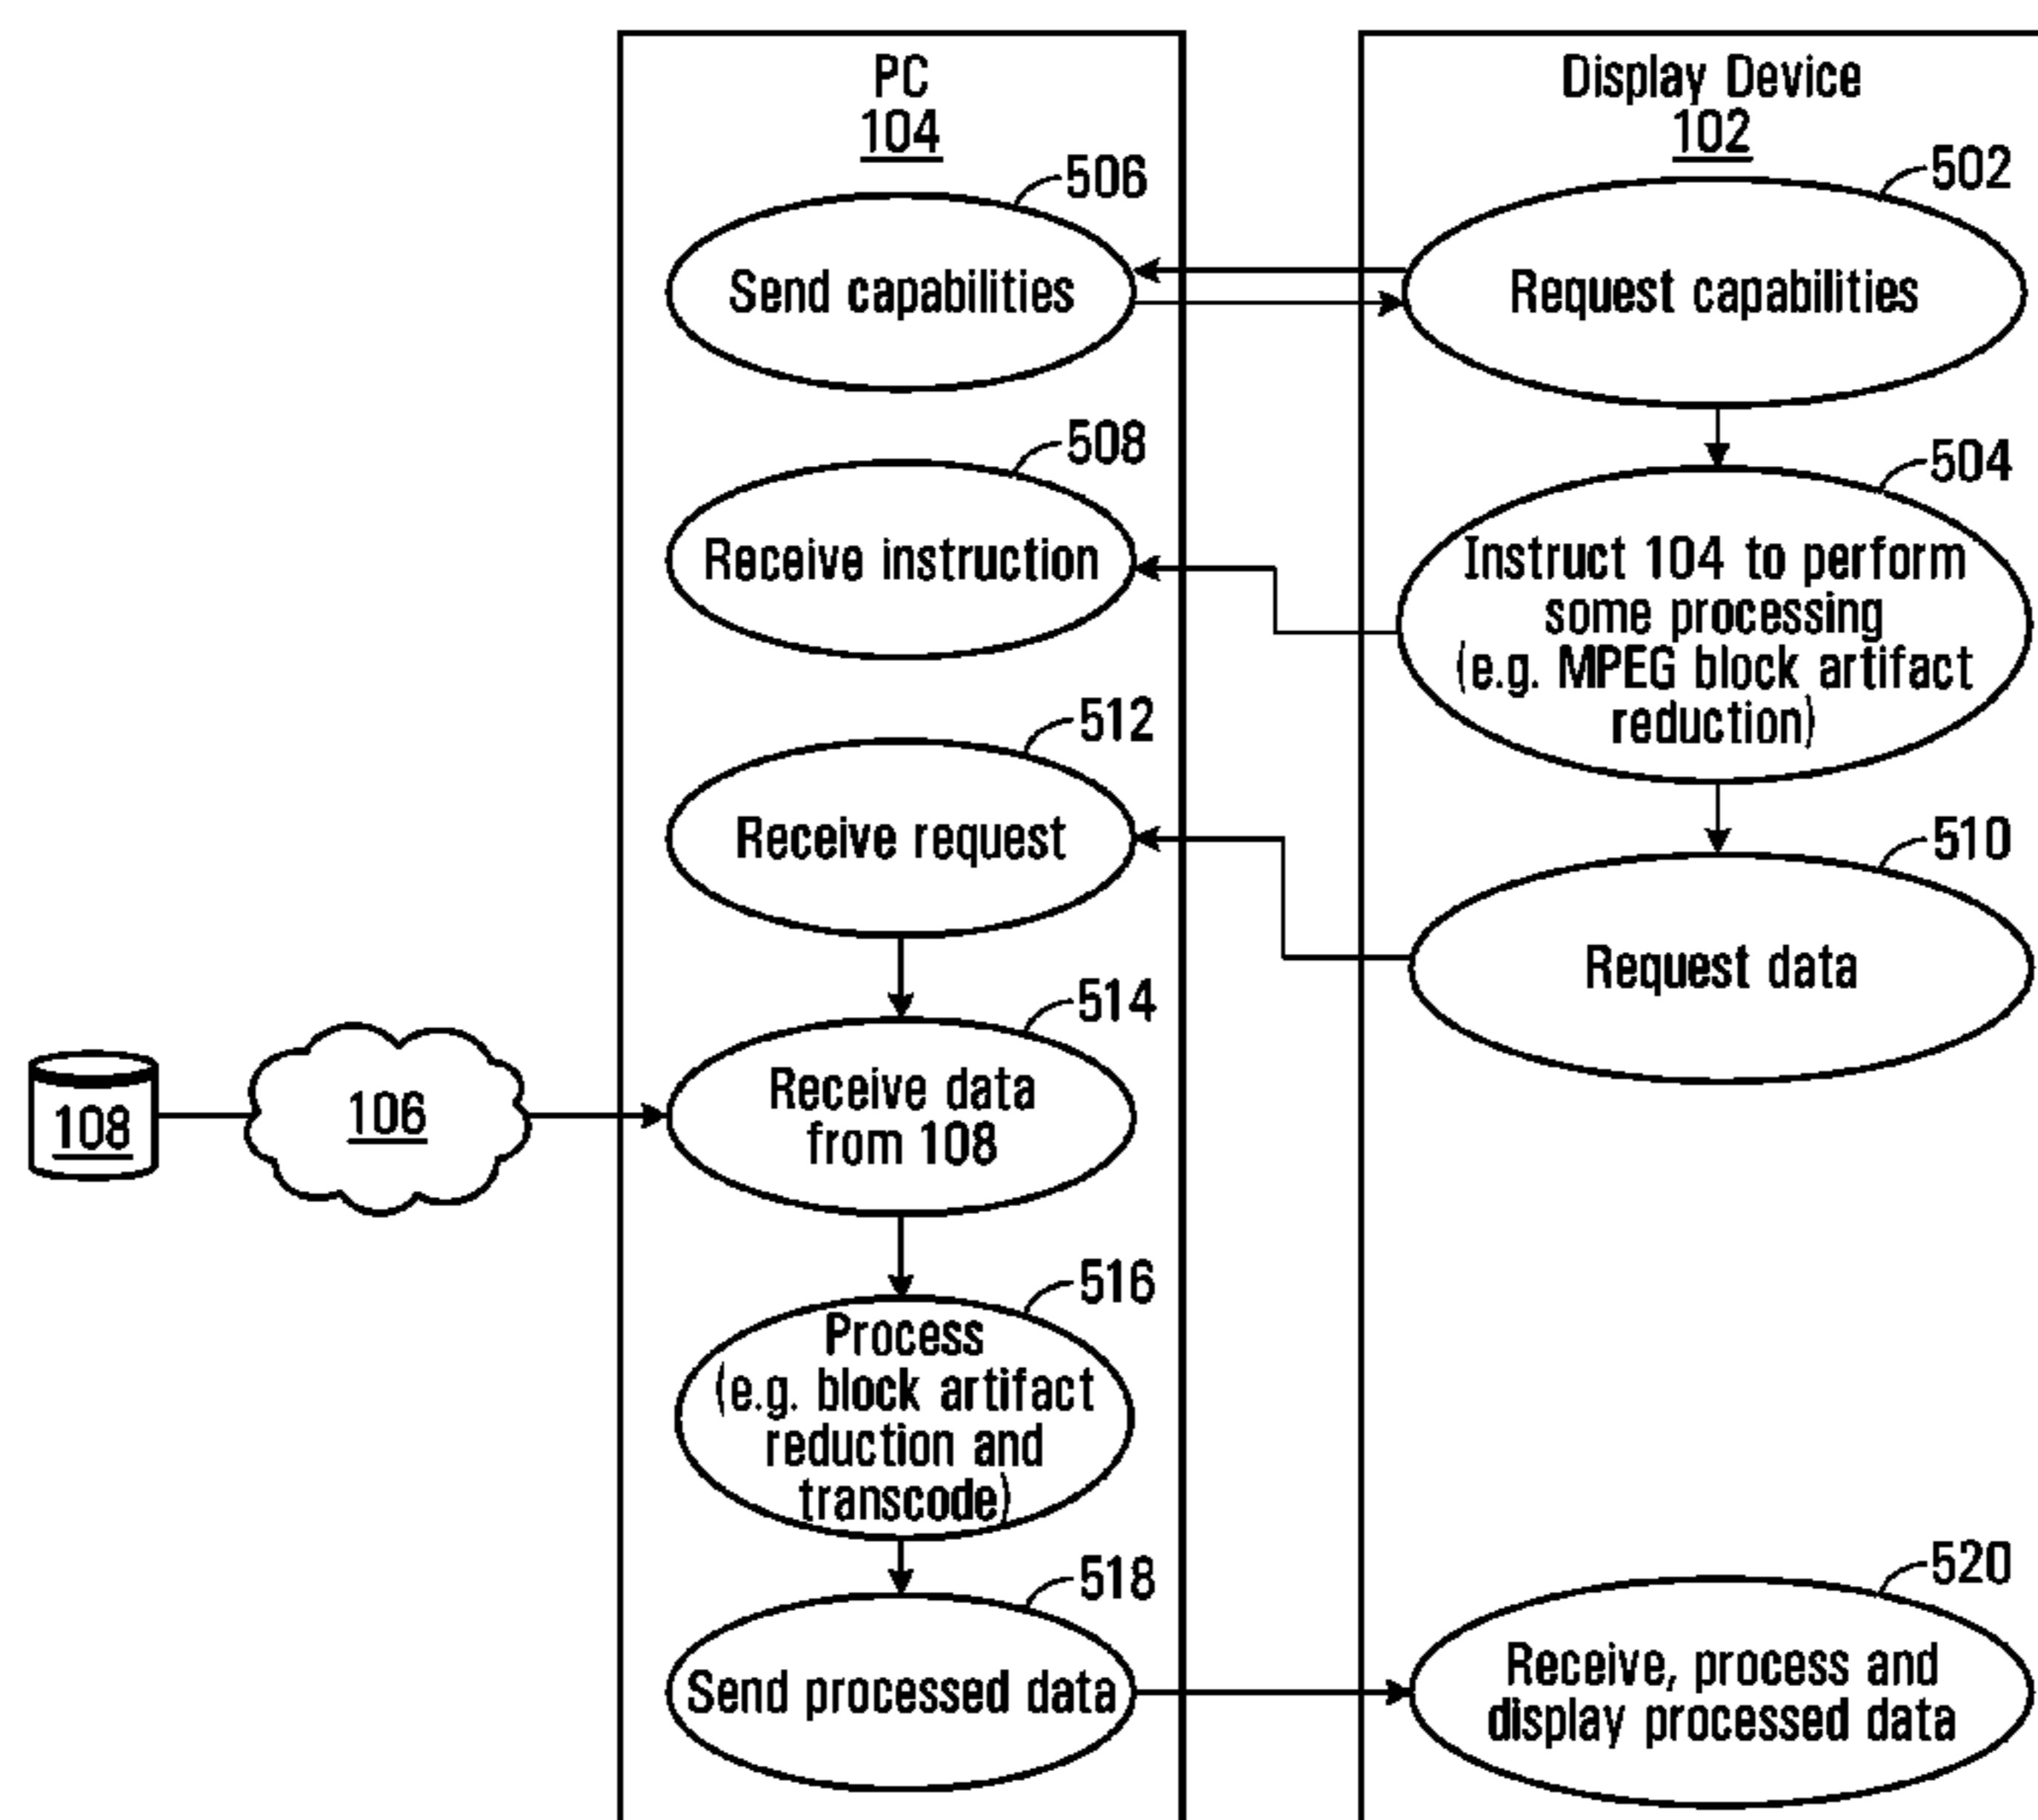 PC
104
Display Device
102
506
Send capabilities
502
Request capabilities
508
Receive instruction
504
Instruct 104 to perform
some processing
(e.g. MPEG block artifact
reduction)
512
Receive request
510
Request data
514
Receive data
from 108
108
106
516
Process
(e.g. block artifact
reduction and
transcode)
518
Send processed data
520
Receive, process and
display processed data